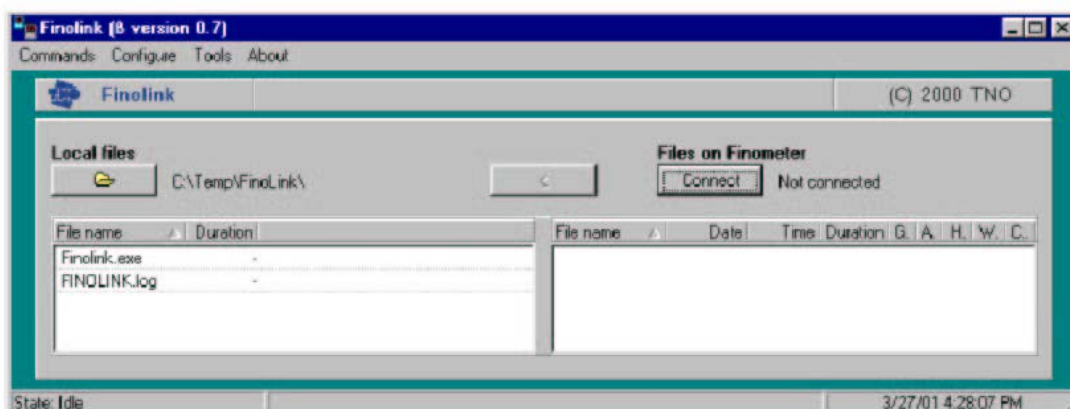 Finolink (ß version 0.7)
Commands Configure Tools About
Finolink (C) 2000 TNO
Local files Files on Finometer
C:\Temp\FinoLink\ < Connect Not connected
File name Duration File name Date Time Duration G. A. H. W. C..
Finolink.exe -
FINOLINK.log -
State: Idle 3/27/01 4:28:07 PM